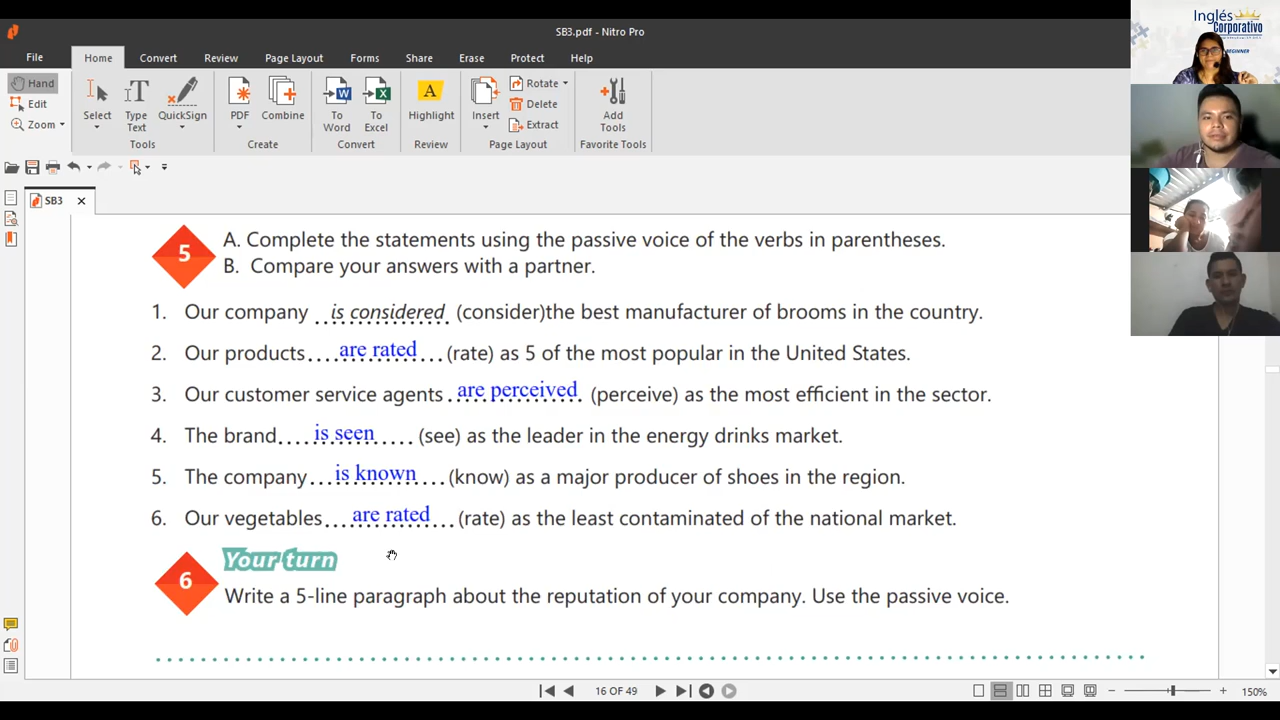 SB3.pdf - Nitro Pro
Inglés
Corporativo
BEGINNER
File Home Convert Review Page Layout Forms Share Erase Protect Help
Hand
Edit
Zoom
Select
Type Text
QuickSign
Tools
PDF
Combine
Create
To Word
To Excel
Convert
Highlight
Review
Insert
Rotate
Delete
Extract
Page Layout
Add Tools
Favorite Tools
SB3
5
A. Complete the statements using the passive voice of the verbs in parentheses.
B. Compare your answers with a partner.
1. Our company ..is considered. (consider)the best manufacturer of brooms in the country.
2. Our products....are rated... (rate) as 5 of the most popular in the United States.
3. Our customer service agents .are perceived. (perceive) as the most efficient in the sector.
4. The brand....is seen.... (see) as the leader in the energy drinks market.
5. The company...is known... (know) as a major producer of shoes in the region.
6. Our vegetables...are rated... (rate) as the least contaminated of the national market.
Your turn
6
Write a 5-line paragraph about the reputation of your company. Use the passive voice.
16 OF 49
150%